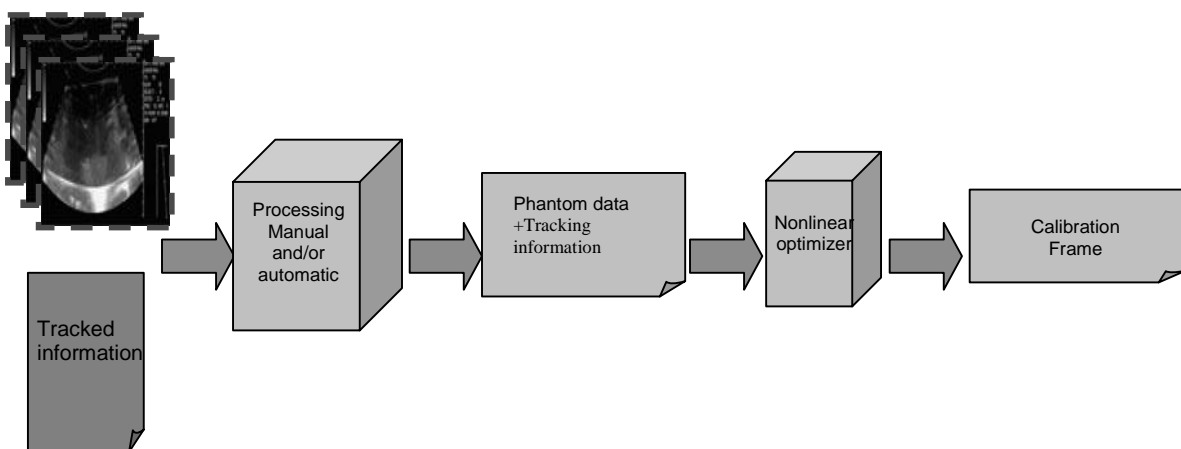 Tracked
information
Processing
Manual
and/or
automatic
Phantom data
+Tracking
information
Nonlinear
optimizer
Calibration
Frame